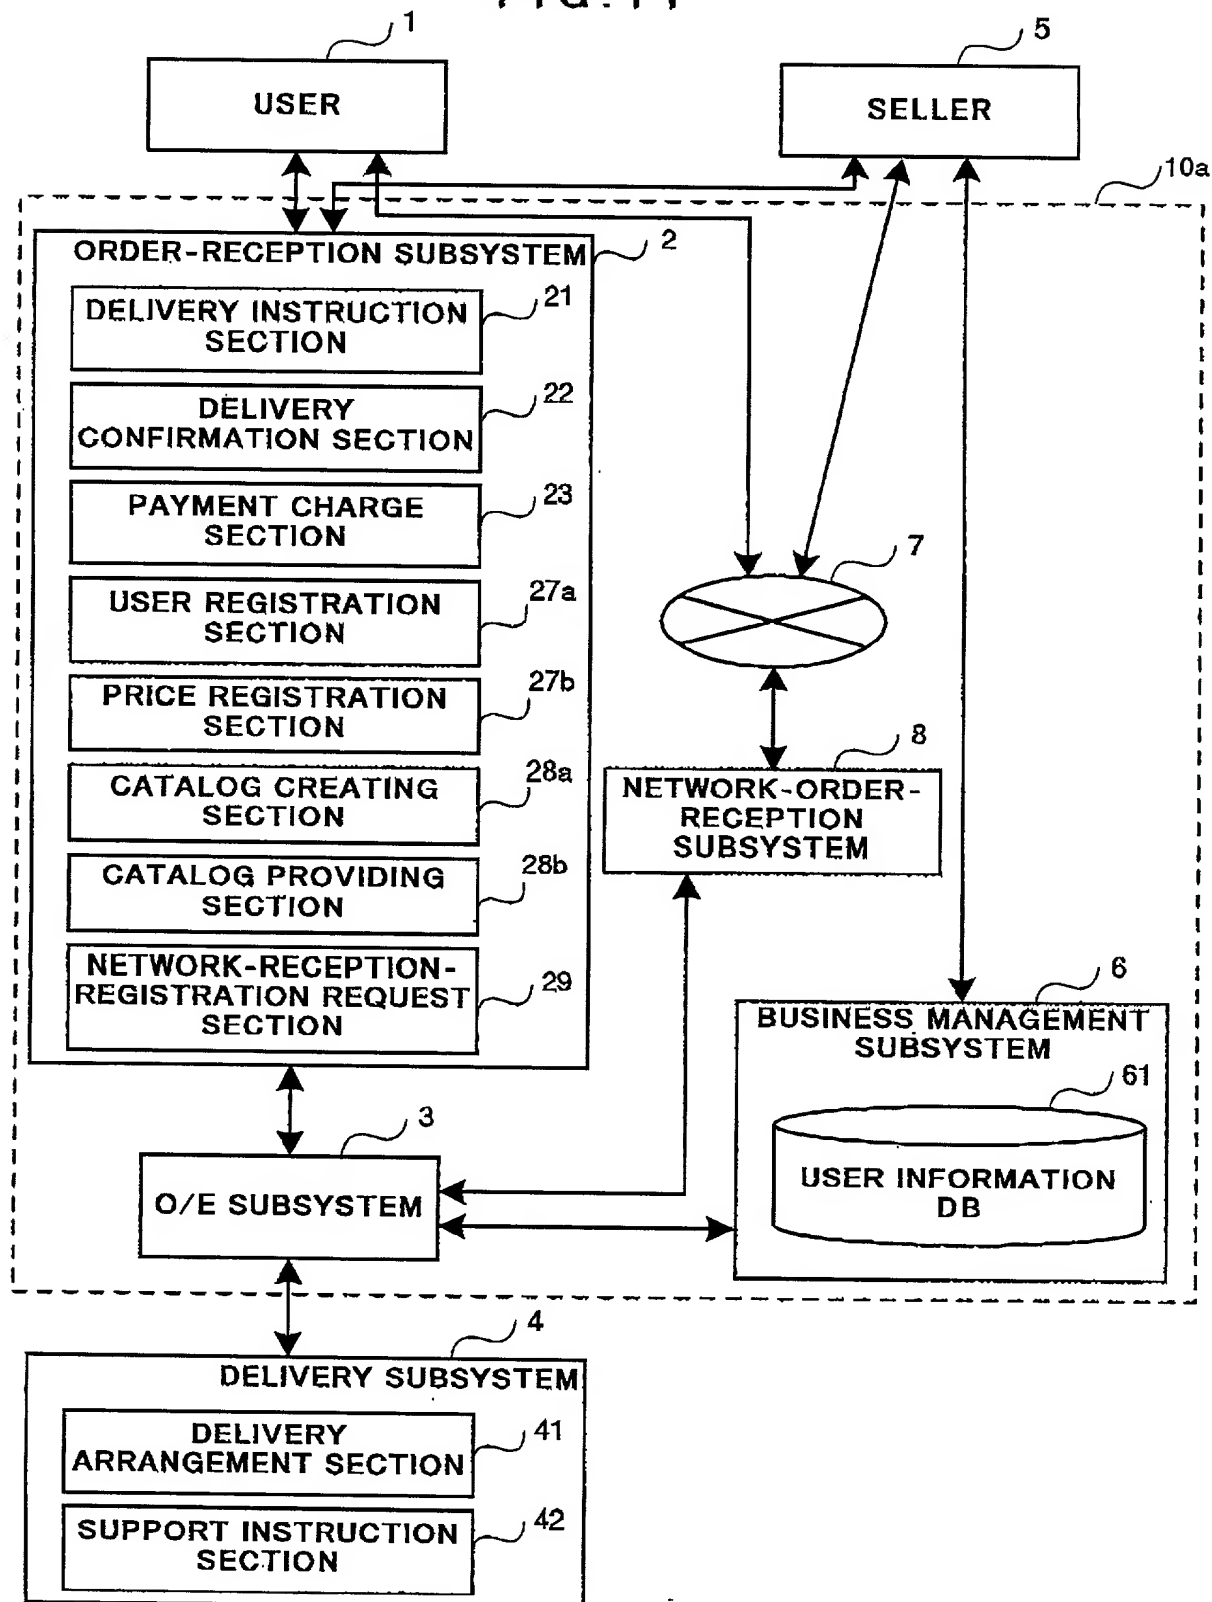 1
5
USER
SELLER
10a
ORDER-RECEPTION SUBSYSTEM
2
DELIVERY INSTRUCTION
SECTION
21
DELIVERY
CONFIRMATION SECTION
22
PAYMENT CHARGE
SECTION
23
USER REGISTRATION
SECTION
27a
PRICE REGISTRATION
SECTION
27b
CATALOG CREATING
SECTION
28a
CATALOG PROVIDING
SECTION
28b
NETWORK-RECEPTION-
REGISTRATION REQUEST
SECTION
29
7
8
NETWORK-ORDER-
RECEPTION
SUBSYSTEM
6
BUSINESS MANAGEMENT
SUBSYSTEM
61
USER INFORMATION
DB
3
O/E SUBSYSTEM
4
DELIVERY SUBSYSTEM
DELIVERY
ARRANGEMENT SECTION
41
SUPPORT INSTRUCTION
SECTION
42